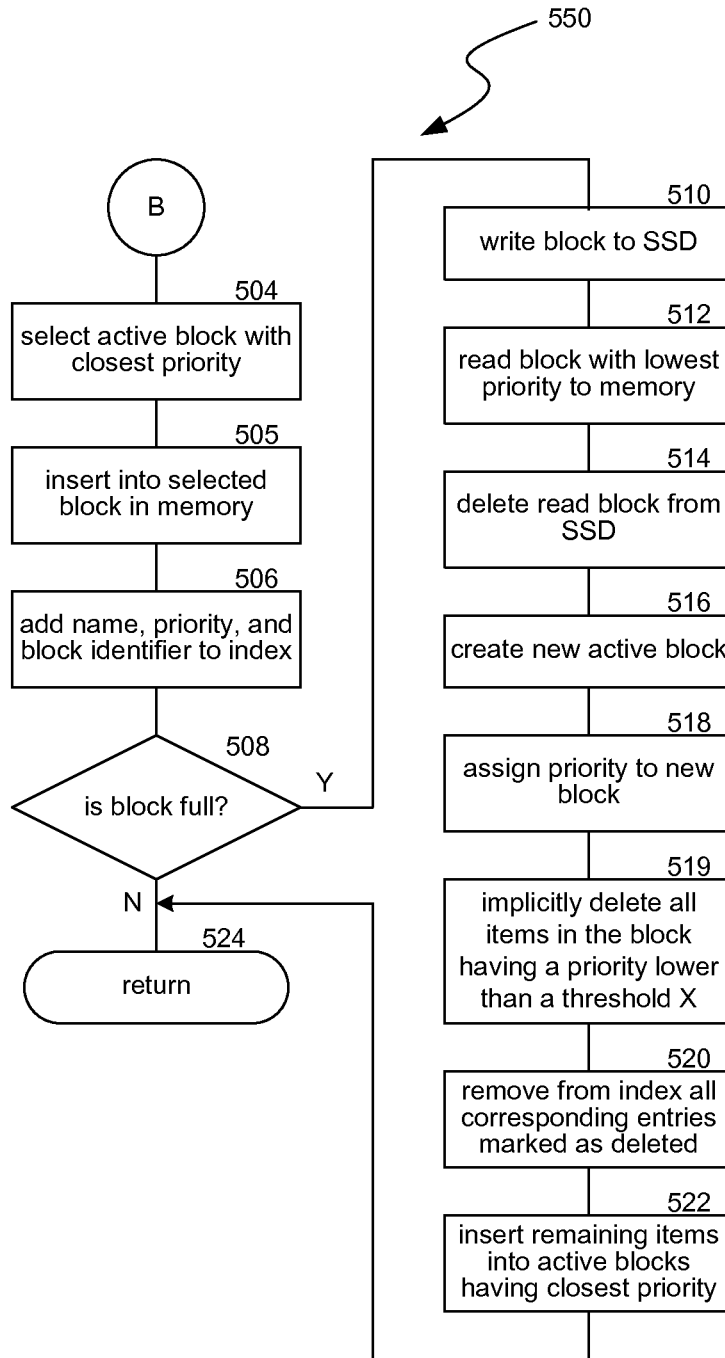 550
B
504
select active block with
closest priority
505
insert into selected
block in memory
506
add name, priority, and
block identifier to index
508
is block full?
Y
N
524
return
510
write block to SSD
512
read block with lowest
priority to memory
514
delete read block from
SSD
516
create new active block
518
assign priority to new
block
519
implicitly delete all
items in the block
having a priority lower
than a threshold X
520
remove from index all
corresponding entries
marked as deleted
522
insert remaining items
into active blocks
having closest priority